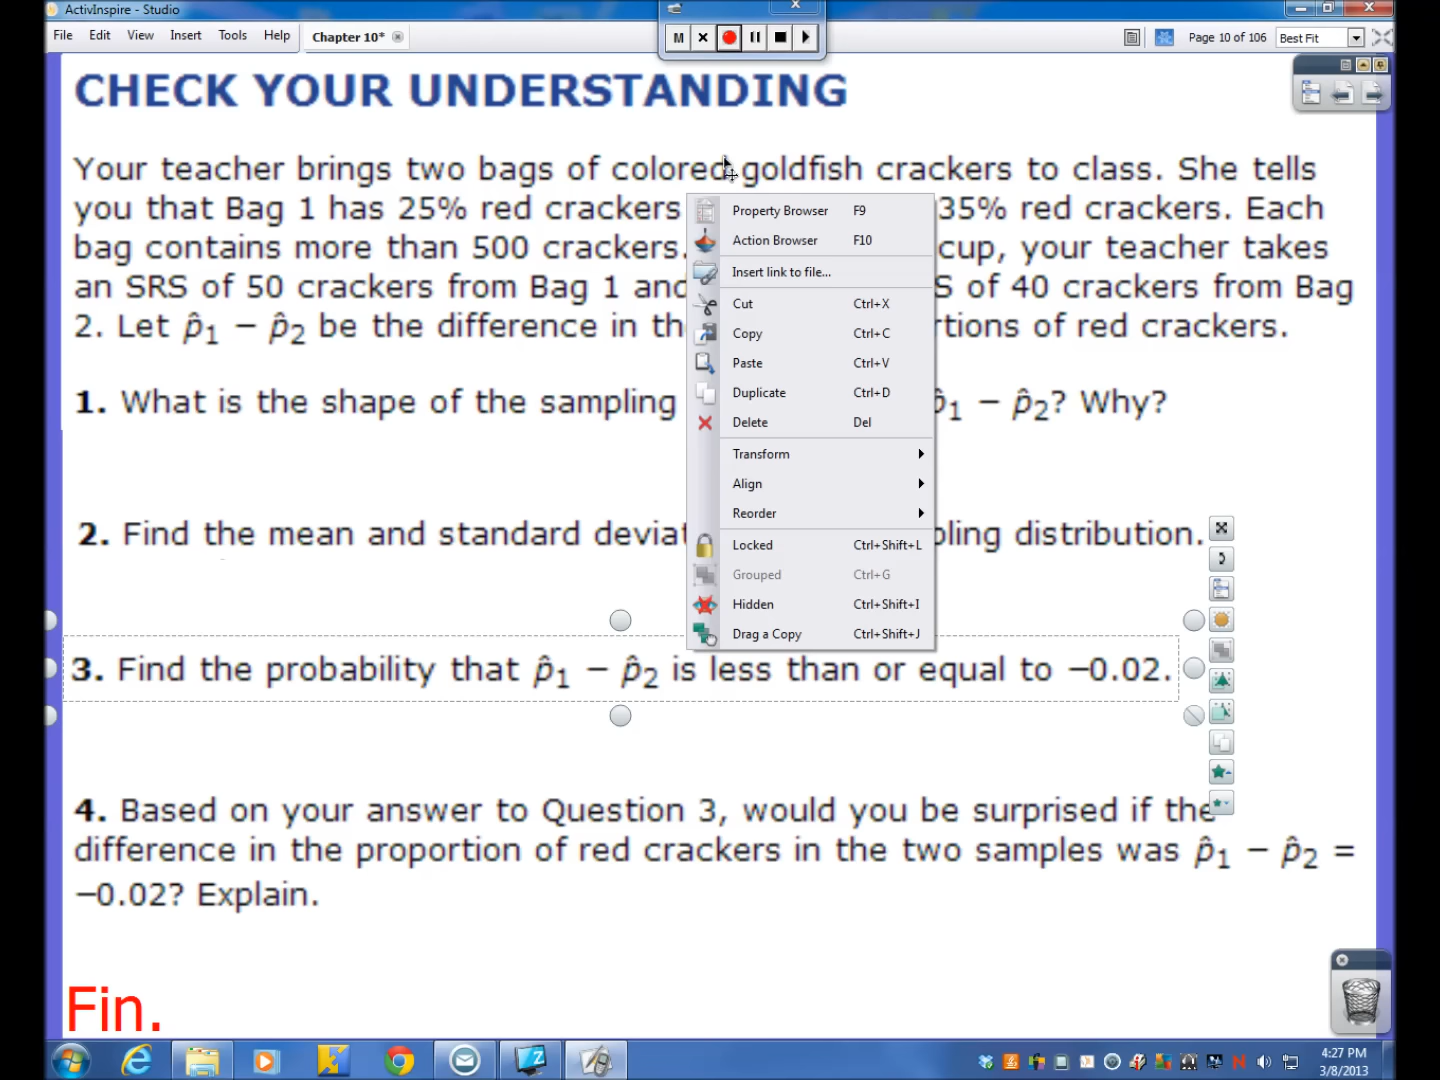 ActivInspire - Studio
File Edit View Insert Tools Help Chapter 10*
M
Page 10 of 106 Best Fit
CHECK YOUR UNDERSTANDING
Your teacher brings two bags of colored goldfish crackers to class. She tells
you that Bag 1 has 25% red crackers 35% red crackers. Each
bag contains more than 500 crackers. cup, your teacher takes
an SRS of 50 crackers from Bag 1 and S of 40 crackers from Bag
2. Let p̂1 − p̂2 be the difference in th rtions of red crackers.
1. What is the shape of the sampling p̂1 − p̂2? Why?
2. Find the mean and standard deviat pling distribution.
3. Find the probability that p̂1 − p̂2 is less than or equal to −0.02.
4. Based on your answer to Question 3, would you be surprised if the
difference in the proportion of red crackers in the two samples was p̂1 − p̂2 =
−0.02? Explain.
Fin.
Property Browser F9
Action Browser F10
Insert link to file...
Cut Ctrl+X
Copy Ctrl+C
Paste Ctrl+V
Duplicate Ctrl+D
Delete Del
Transform
Align
Reorder
Locked Ctrl+Shift+L
Grouped Ctrl+G
Hidden Ctrl+Shift+I
Drag a Copy Ctrl+Shift+J
4:27 PM
3/8/2013